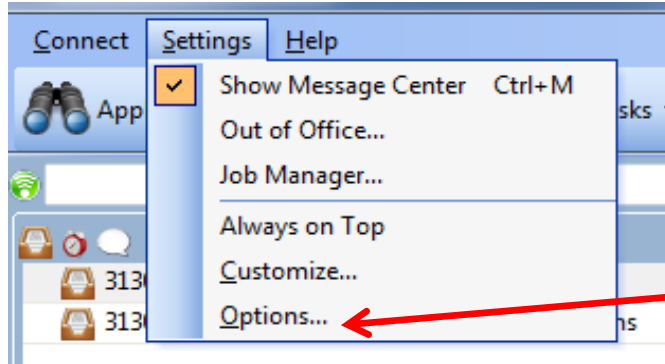 Connect Settings Help
Show Message Center Ctrl+M
App
Out of Office...
sks
Job Manager...
Always on Top
Customize...
313
Options...
313
ns